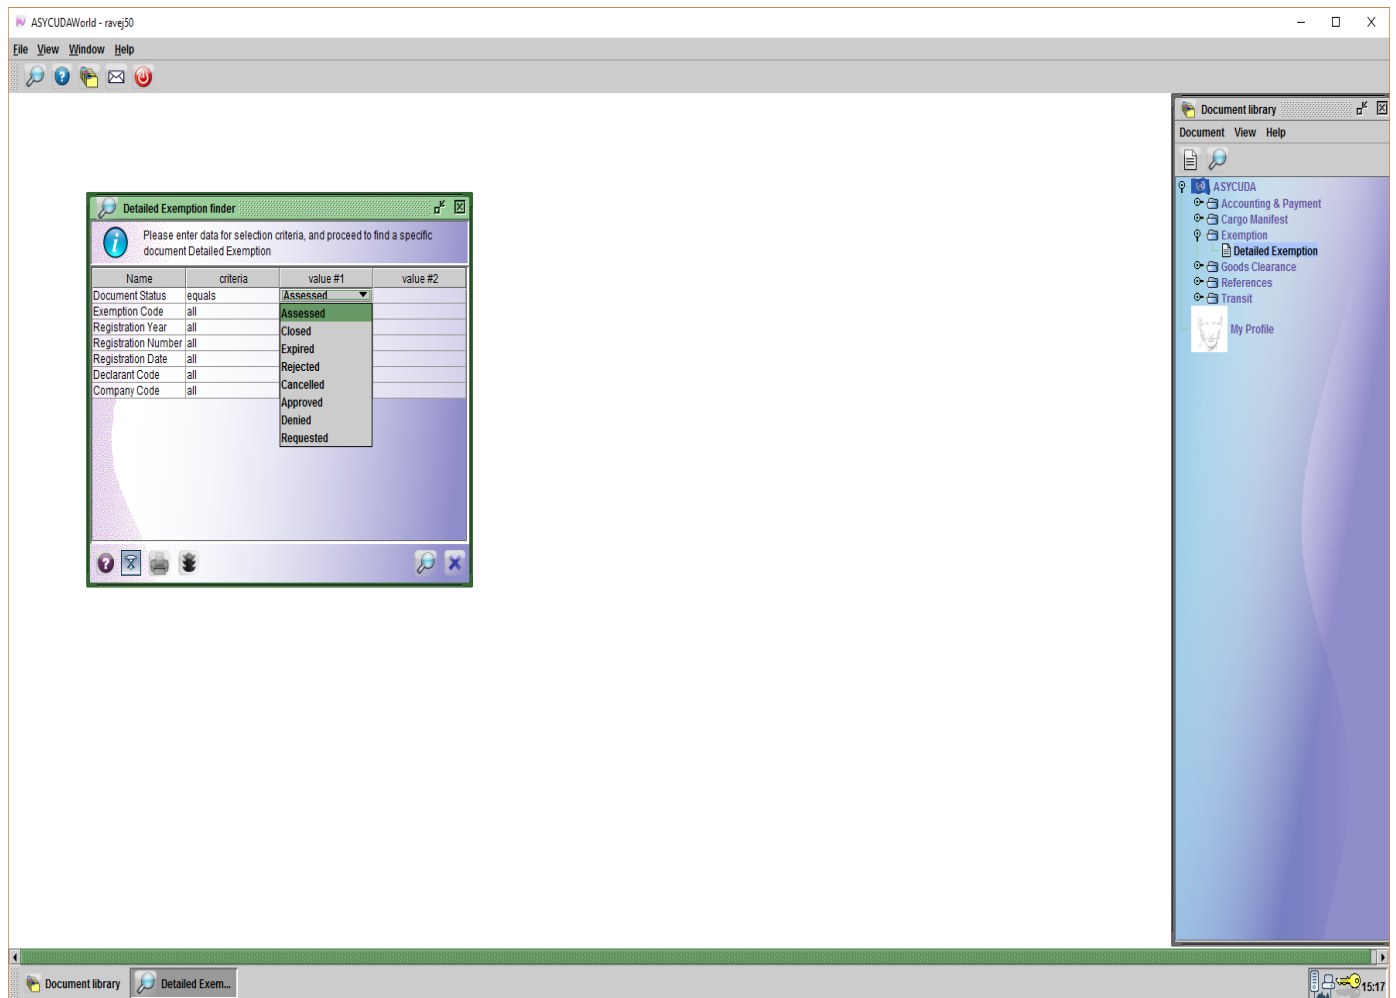 ASYCUDAWorld - ravej50
File View Window Help
Document library
Document View Help
ASYCUDA
Accounting & Payment
Cargo Manifest
Exemption
Detailed Exemption
Goods Clearance
References
Transit
My Profile
Detailed Exemption finder
Please enter data for selection criteria, and proceed to find a specific
document Detailed Exemption
Name criteria value #1 value #2
Document Status equals Assessed
Exemption Code all
Registration Year all
Registration Number all
Registration Date all
Declarant Code all
Company Code all
Assessed
Closed
Expired
Rejected
Cancelled
Approved
Denied
Requested
Document library Detailed Exem... 15:17